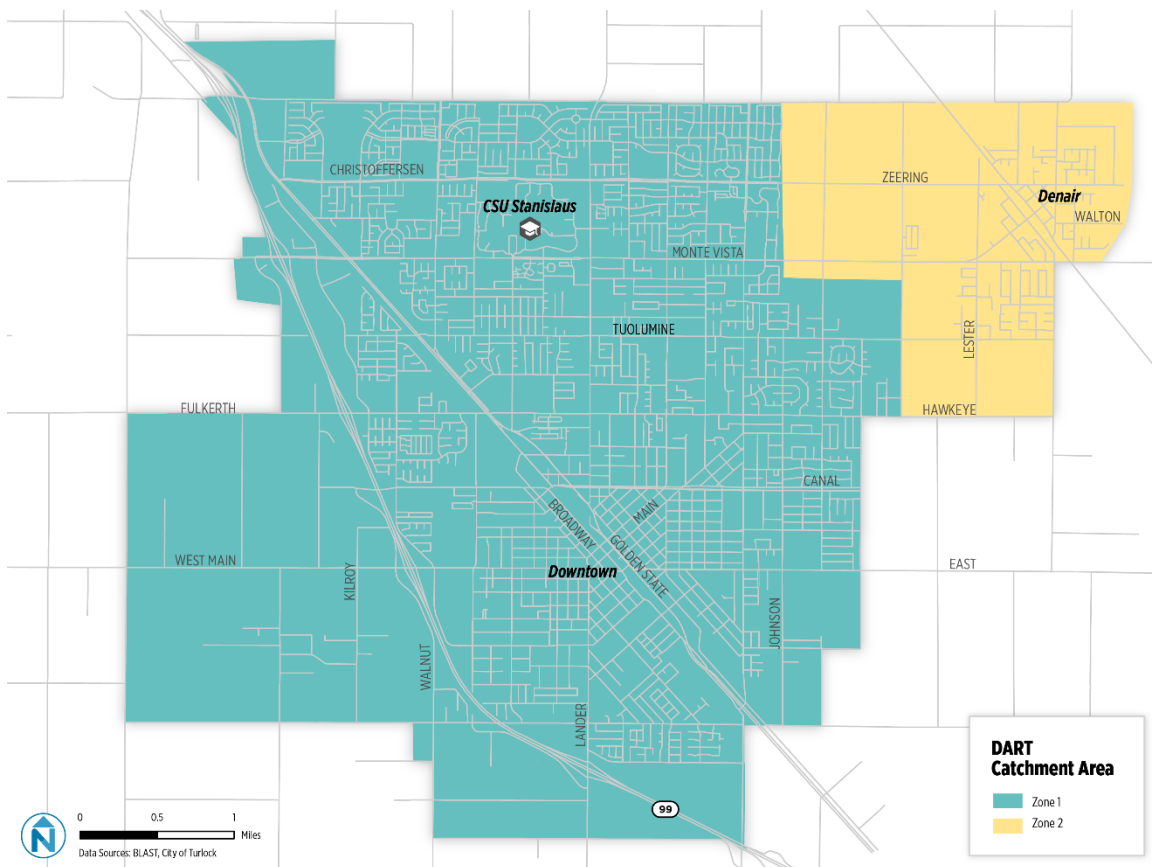 CHRISTOFFERSEN
ZEERING
CSU Stanislaus
Denair
WALTON
MONTE VISTA
TUOLUMINE
LESTER
FULKERTH
HAWKEYE
CANAL
MAIN
BROADWAY
GOLDEN STATE
WEST MAIN
EAST
KILROY
Downtown
JOHNSON
WALNUT
LANDER
99
DART
Catchment Area
Zone 1
Zone 2
N
0 0.5 1
Miles
Data Sources: BLAST, City of Turlock